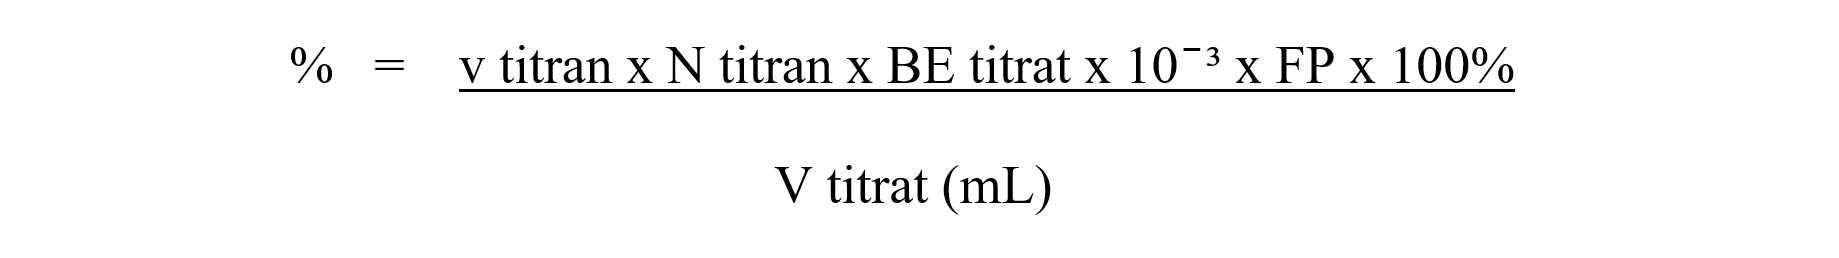 % = v titran x N titran x BE titrat x 10⁻³ x FP x 100%
V titrat (mL)